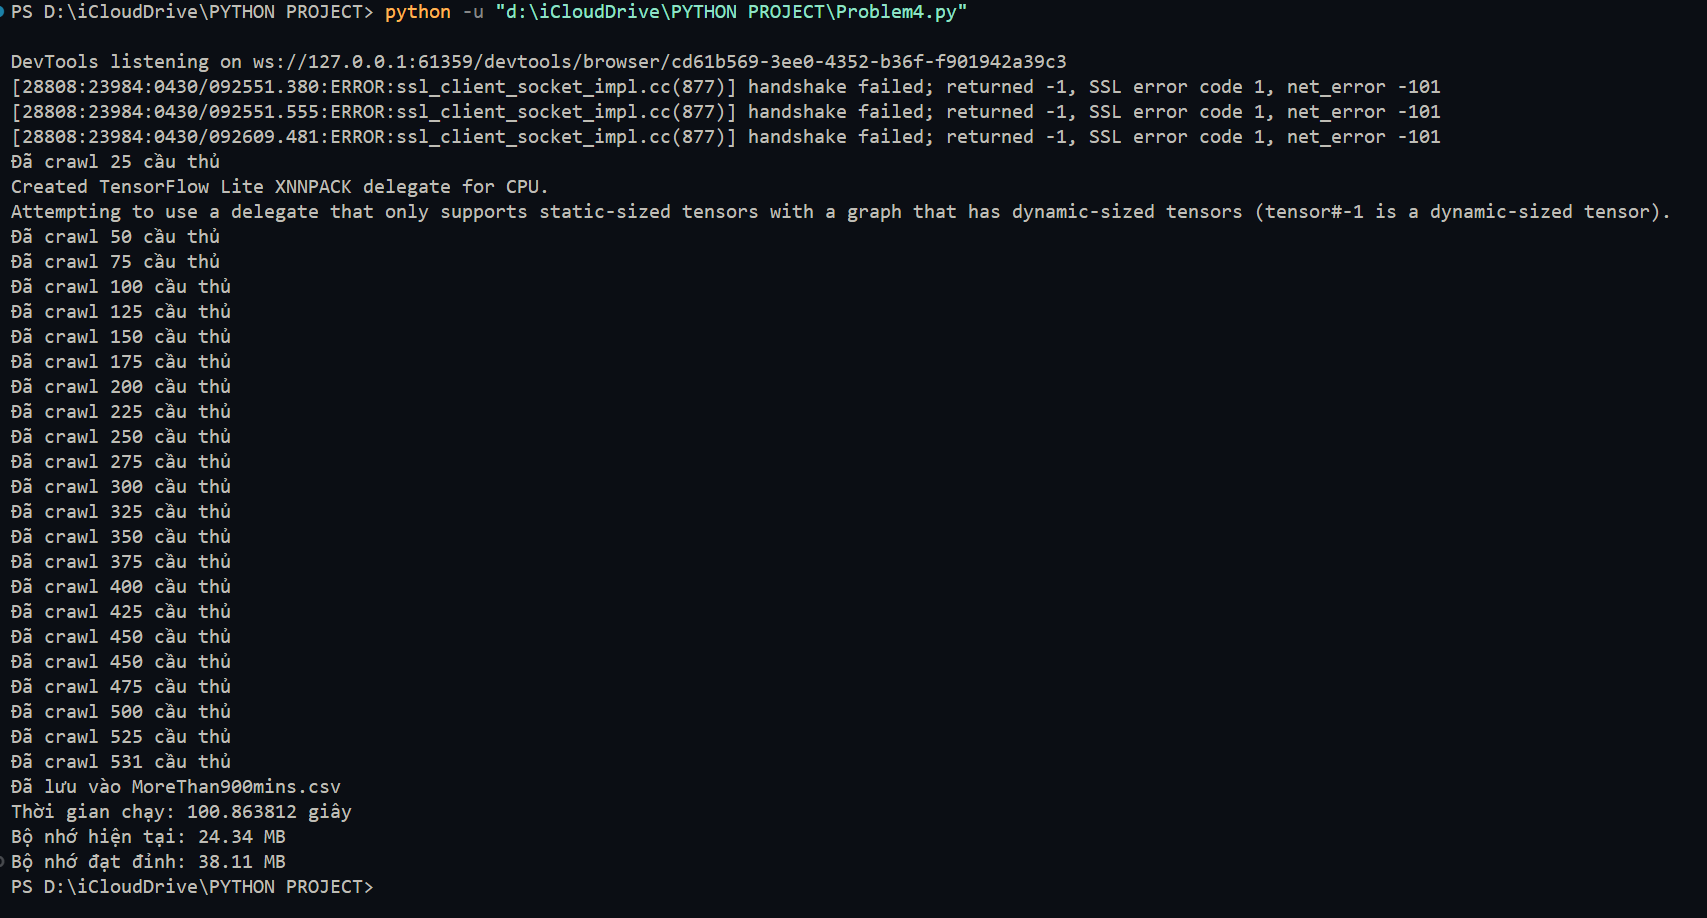 PS D:\iCloudDrive\PYTHON PROJECT> python -u "d:\iCloudDrive\PYTHON PROJECT\Problem4.py"
DevTools listening on ws://127.0.0.1:61359/devtools/browser/cd61b569-3ee0-4352-b36f-f901942a39c3
[28808:23984:0430/092551.380:ERROR:ssl_client_socket_impl.cc(877)] handshake failed; returned -1, SSL error code 1, net_error -101
[28808:23984:0430/092551.555:ERROR:ssl_client_socket_impl.cc(877)] handshake failed; returned -1, SSL error code 1, net_error -101
[28808:23984:0430/092609.481:ERROR:ssl_client_socket_impl.cc(877)] handshake failed; returned -1, SSL error code 1, net_error -101
Đã crawl 25 cầu thủ
Created TensorFlow Lite XNNPACK delegate for CPU.
Attempting to use a delegate that only supports static-sized tensors with a graph that has dynamic-sized tensors (tensor#-1 is a dynamic-sized tensor).
Đã crawl 50 cầu thủ
Đã crawl 75 cầu thủ
Đã crawl 100 cầu thủ
Đã crawl 125 cầu thủ
Đã crawl 150 cầu thủ
Đã crawl 175 cầu thủ
Đã crawl 200 cầu thủ
Đã crawl 225 cầu thủ
Đã crawl 250 cầu thủ
Đã crawl 275 cầu thủ
Đã crawl 300 cầu thủ
Đã crawl 325 cầu thủ
Đã crawl 350 cầu thủ
Đã crawl 375 cầu thủ
Đã crawl 400 cầu thủ
Đã crawl 425 cầu thủ
Đã crawl 450 cầu thủ
Đã crawl 450 cầu thủ
Đã crawl 475 cầu thủ
Đã crawl 500 cầu thủ
Đã crawl 525 cầu thủ
Đã crawl 531 cầu thủ
Đã lưu vào MoreThan900mins.csv
Thời gian chạy: 100.863812 giây
Bộ nhớ hiện tại: 24.34 MB
Bộ nhớ đạt đỉnh: 38.11 MB
PS D:\iCloudDrive\PYTHON PROJECT>